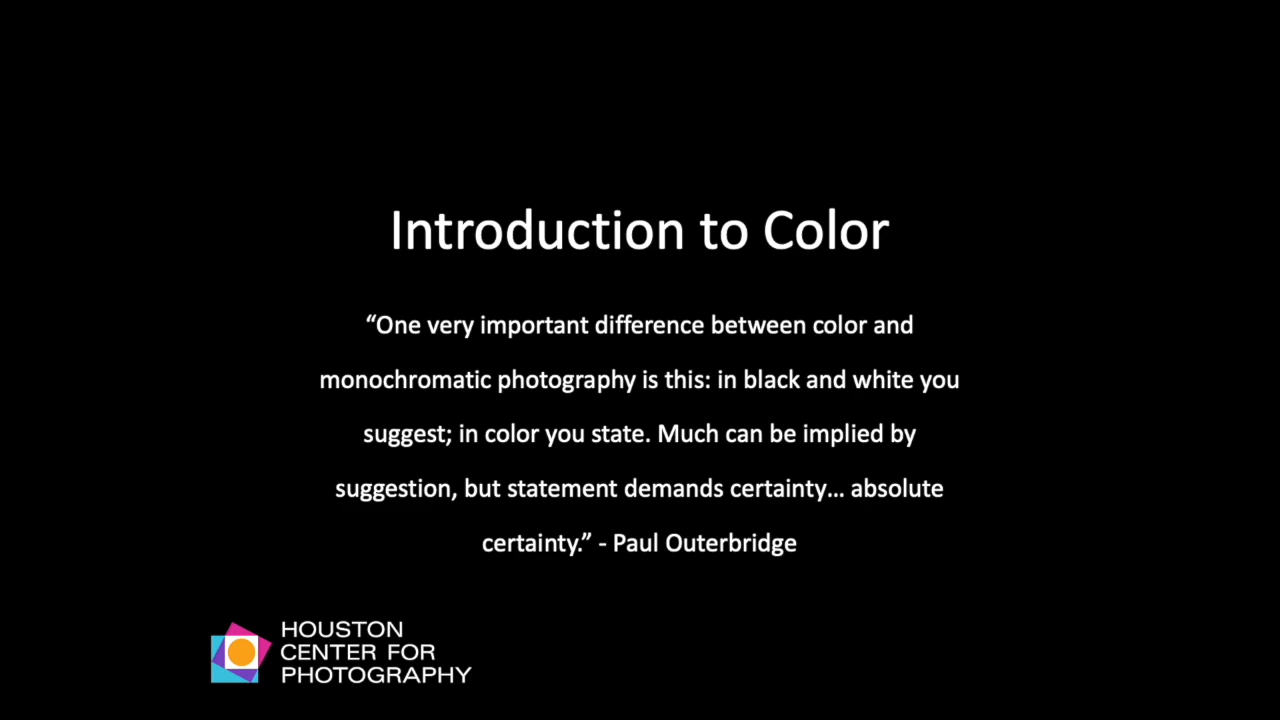 Introduction to Color
“One very important difference between color and
monochromatic photography is this: in black and white you
suggest; in color you state. Much can be implied by
suggestion, but statement demands certainty... absolute
certainty.” - Paul Outerbridge
HOUSTON
CENTER FOR
PHOTOGRAPHY